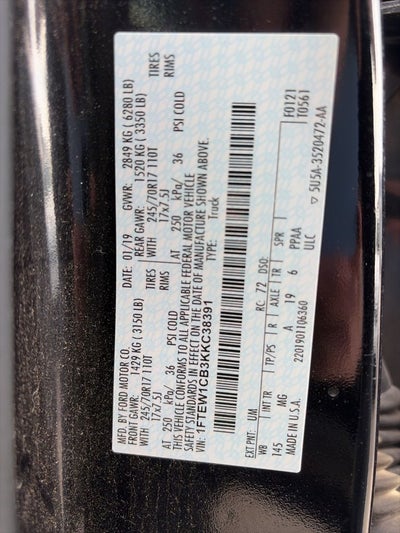 MFD. BY FORD MOTOR CO.
DATE: 01/19 GVWR: 2849 KG ( 6280 LB)
FRONT GAWR: 1429 KG ( 3150 LB) REAR GAWR: 1520 KG ( 3350 LB)
245/70R17 110T WITH 245/70R17 110T TIRES
17x7.5J 17x7.5J RIMS
AT 250 kPa/ 36 PSI COLD AT 250 kPa/ 36 PSI COLD
THIS VEHICLE CONFORMS TO ALL APPLICABLE FEDERAL MOTOR VEHICLE
SAFETY STANDARDS IN EFFECT ON THE DATE OF MANUFACTURE SHOWN ABOVE.
VIN: 1FTEW1CB3KKC38391 TYPE: Truck
F0121
T0561
EXT PNT: UM RC: 72 DSO:
WB INT TR TP/PS R AXLE TR SPR
145 MG A 19 6 PPAA
MADE IN U.S.A. ULC
2201901106360
5U5A-3520472-AA